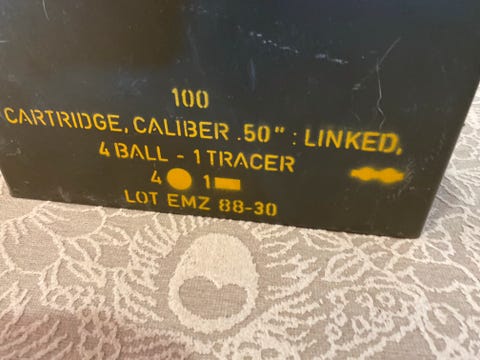 100
CARTRIDGE, CALIBER .50" : LINKED,
4 BALL - 1 TRACER
4 1
LOT EMZ 88-30